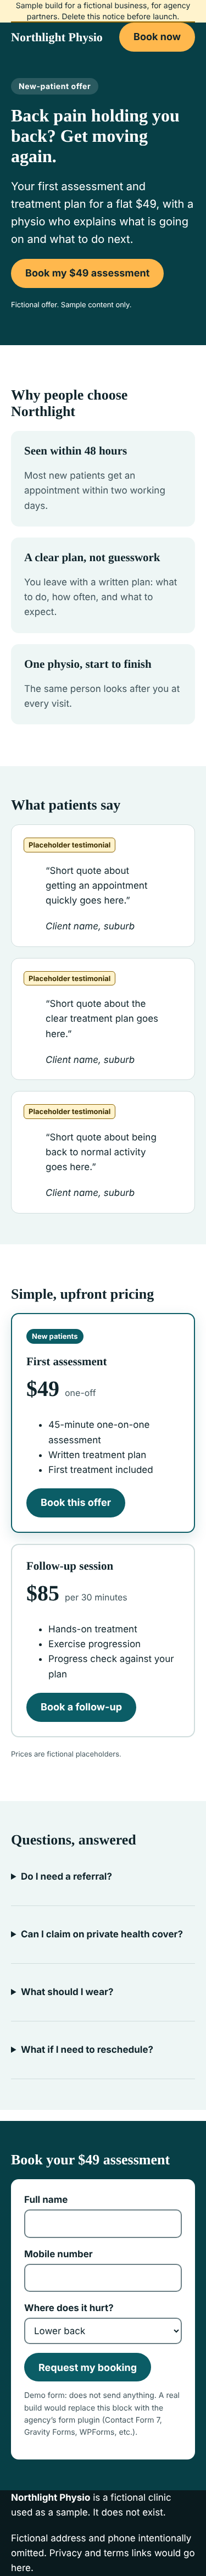 Sample build for a fictional business, for agency
partners. Delete this notice before launch.
Northlight Physio
Book now
New-patient offer
Back pain holding you
back? Get moving
again.
Your first assessment and
treatment plan for a flat $49, with a
physio who explains what is going
on and what to do next.
Book my $49 assessment
Fictional offer. Sample content only.
Why people choose
Northlight
Seen within 48 hours
Most new patients get an
appointment within two working
days.
A clear plan, not guesswork
You leave with a written plan: what
to do, how often, and what to
expect.
One physio, start to finish
The same person looks after you at
every visit.
What patients say
Placeholder testimonial
“Short quote about
getting an appointment
quickly goes here.”
Client name, suburb
Placeholder testimonial
“Short quote about the
clear treatment plan goes
here.”
Client name, suburb
Placeholder testimonial
“Short quote about being
back to normal activity
goes here.”
Client name, suburb
Simple, upfront pricing
New patients
First assessment
$49 one-off
• 45-minute one-on-one
assessment
• Written treatment plan
• First treatment included
Book this offer
Follow-up session
$85 per 30 minutes
• Hands-on treatment
• Exercise progression
• Progress check against your
plan
Book a follow-up
Prices are fictional placeholders.
Questions, answered
Do I need a referral?
Can I claim on private health cover?
What should I wear?
What if I need to reschedule?
Book your $49 assessment
Full name
Mobile number
Where does it hurt?
Lower back
Request my booking
Demo form: does not send anything. A real
build would replace this block with the
agency’s form plugin (Contact Form 7,
Gravity Forms, WPForms, etc.).
Northlight Physio is a fictional clinic
used as a sample. It does not exist.
Fictional address and phone intentionally
omitted. Privacy and terms links would go
here.